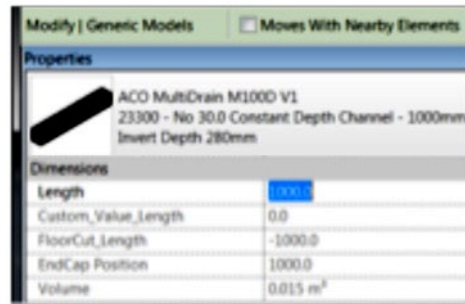 Modify | Generic Models Moves With Nearby Elements
Properties
ACO MultiDrain M100D V1
23300 - No 30.0 Constant Depth Channel - 1000mm
Invert Depth 280mm
Dimensions
Length 1000.0
Custom_Value_Length 0.0
FloorCut_Length -1000.0
EndCap Position 1000.0
Volume 0.015 m³